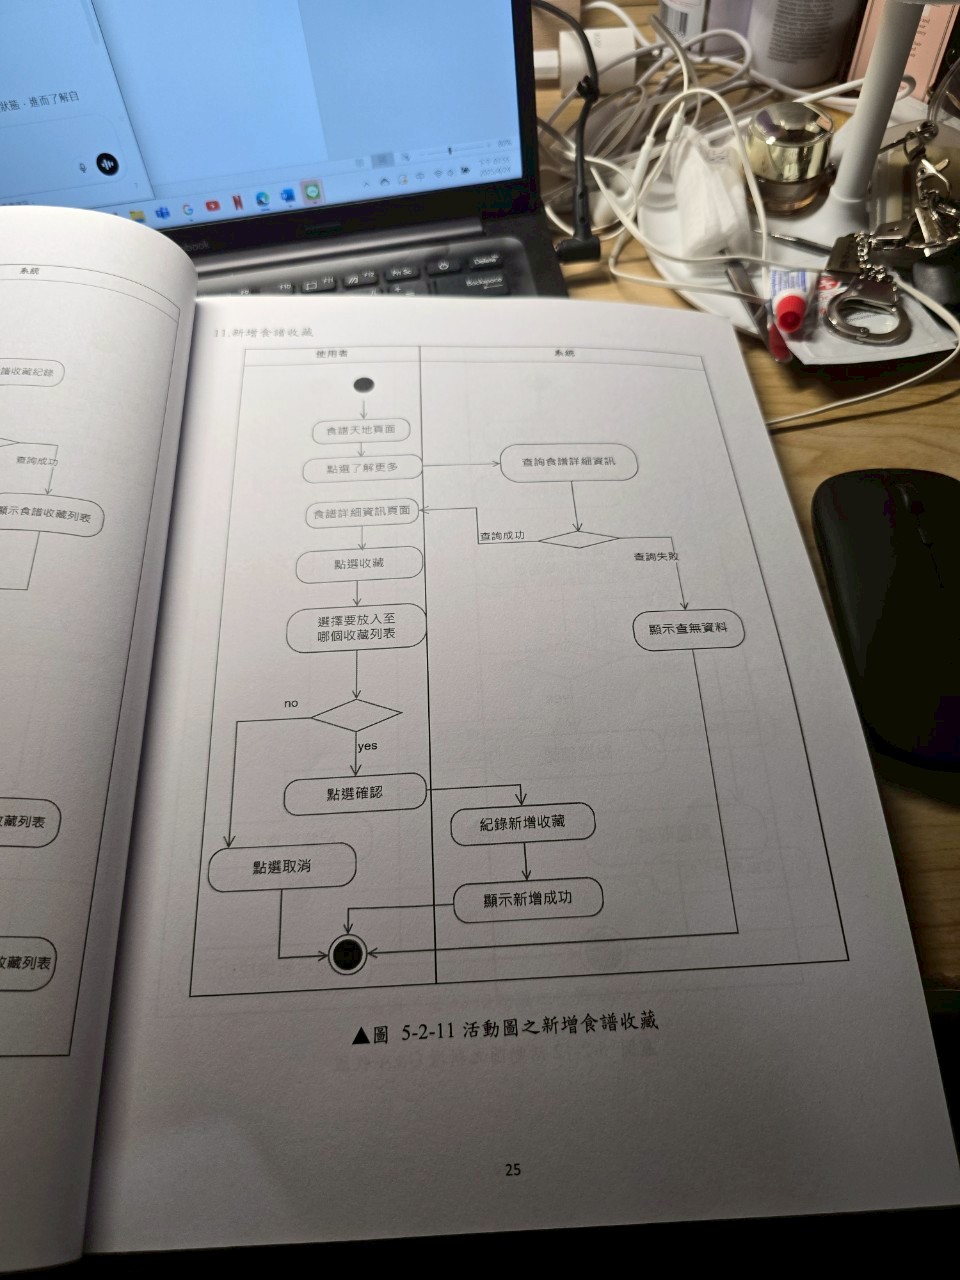 狀態，進而了解自
Delete
Backspace
系統
譜收藏紀錄
查詢成功
顯示食譜收藏列表
收藏列表
收藏列表
11.新增食譜收藏
使用者
系統
食譜天地頁面
點選了解更多
查詢食譜詳細資訊
食譜詳細資訊頁面
查詢成功
查詢失敗
點選收藏
選擇要放入至
哪個收藏列表
顯示查無資料
no
yes
點選確認
紀錄新增收藏
點選取消
顯示新增成功
▲圖 5-2-11 活動圖之新增食譜收藏
25